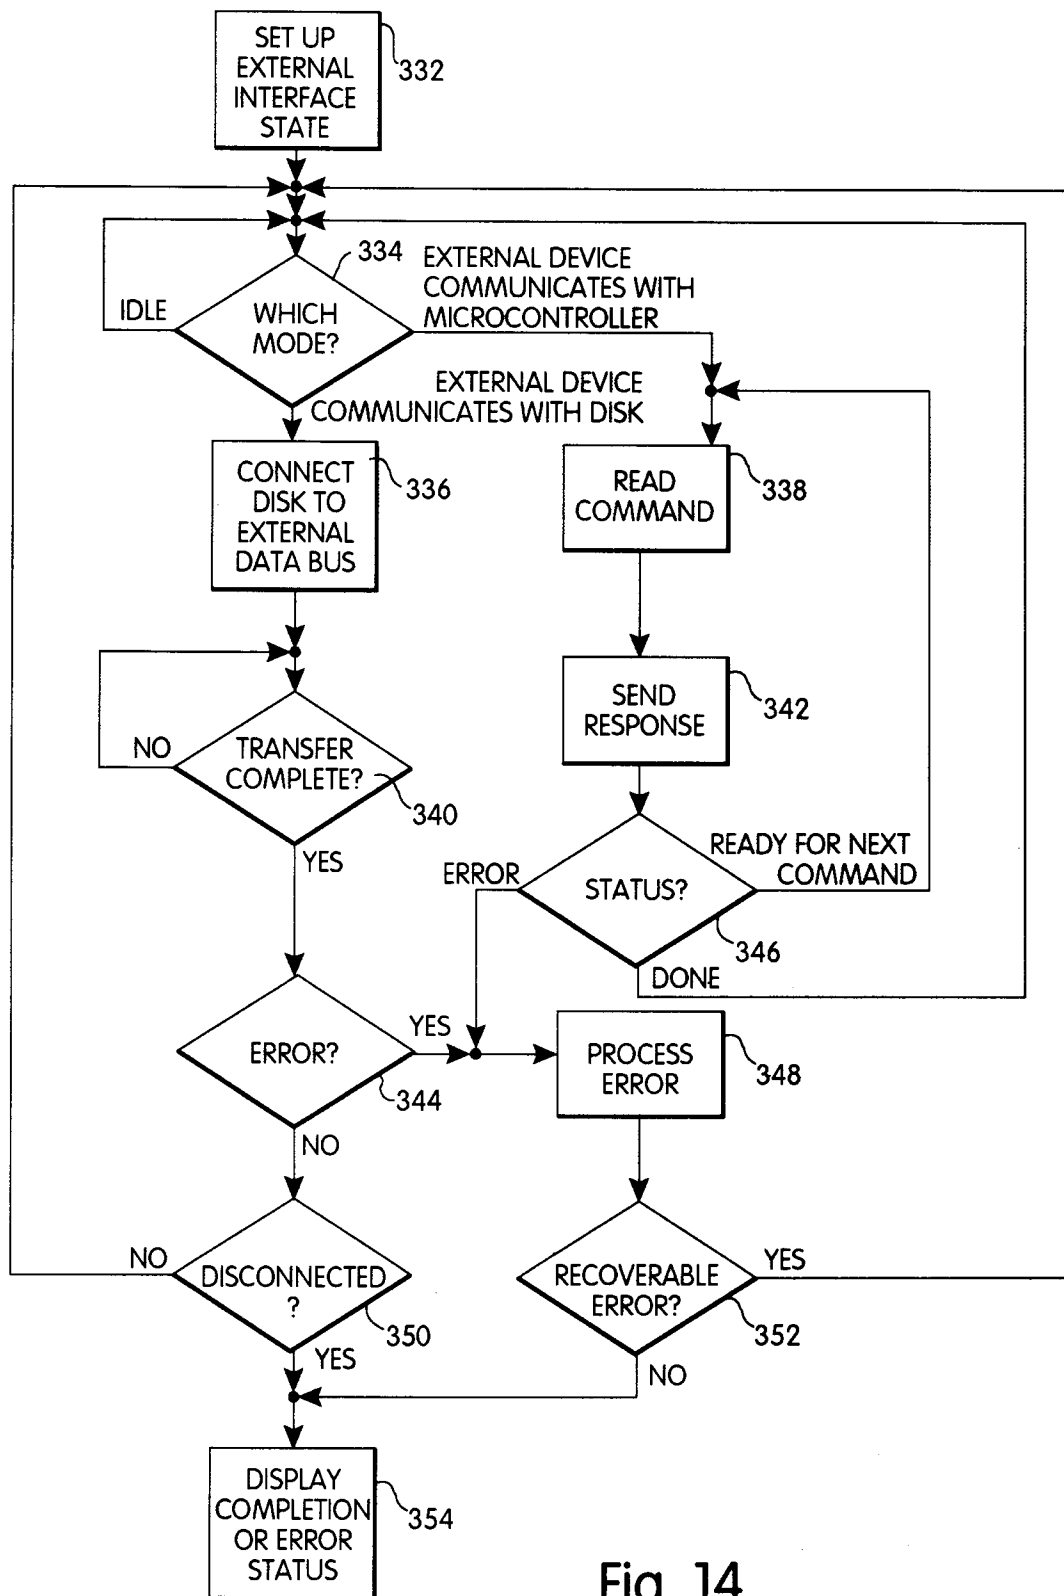 SET UP
EXTERNAL
INTERFACE
STATE
332
334
EXTERNAL DEVICE
COMMUNICATES WITH
MICROCONTROLLER
IDLE
WHICH
MODE?
EXTERNAL DEVICE
COMMUNICATES WITH DISK
CONNECT
DISK TO
EXTERNAL
DATA BUS
336
READ
COMMAND
338
SEND
RESPONSE
342
NO
TRANSFER
COMPLETE?
340
YES
ERROR
STATUS?
READY FOR NEXT
COMMAND
346
DONE
ERROR?
YES
344
NO
PROCESS
ERROR
348
NO
DISCONNECTED
?
350
YES
RECOVERABLE
ERROR?
YES
352
NO
DISPLAY
COMPLETION
OR ERROR
STATUS
354
Fig. 14